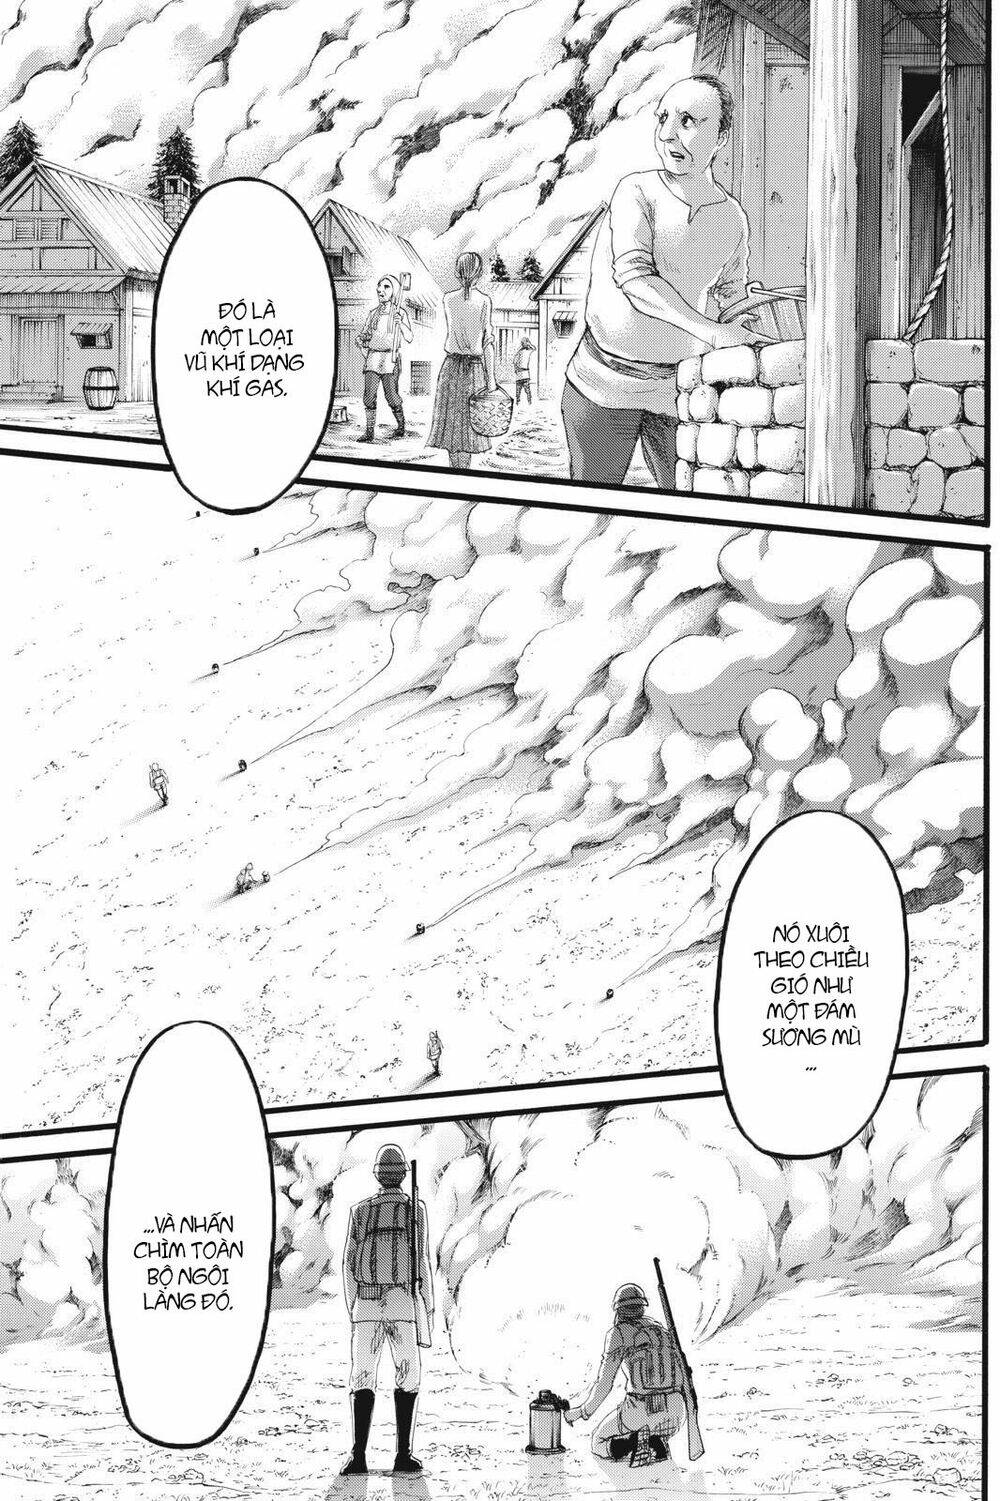 ĐÓ LÀ
MỘT LOẠI
VŨ KHÍ DẠNG
KHÍ GAS.
NÓ XUÔI
THEO CHIỀU
GIÓ NHƯ
MỘT ĐÁM
SƯƠNG MÙ
...
...VÀ NHẤN
CHÌM TOÀN
BỘ NGÔI
LÀNG ĐÓ.